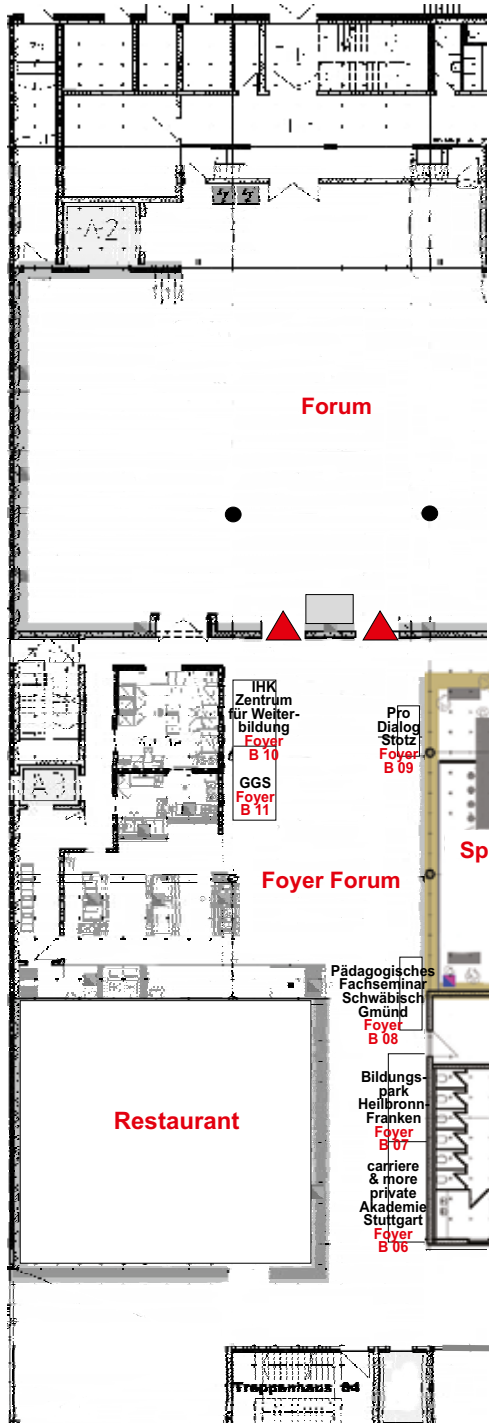 A2
Forum
IHK
Zentrum
für Weiter-
bildung
Foyer
B 10
Pro
Dialog
Stotz
Foyer
B 09
GGS
Foyer
B 11
Sp
Foyer Forum
Pädagogisches
Fachseminar
Schwäbisch
Gmünd
Foyer
B 08
Bildungs-
park
Heilbronn-
Franken
Foyer
B 07
Restaurant
carriere
& more
private
Akademie
Stuttgart
Foyer
B 06
Treppenhaus 04